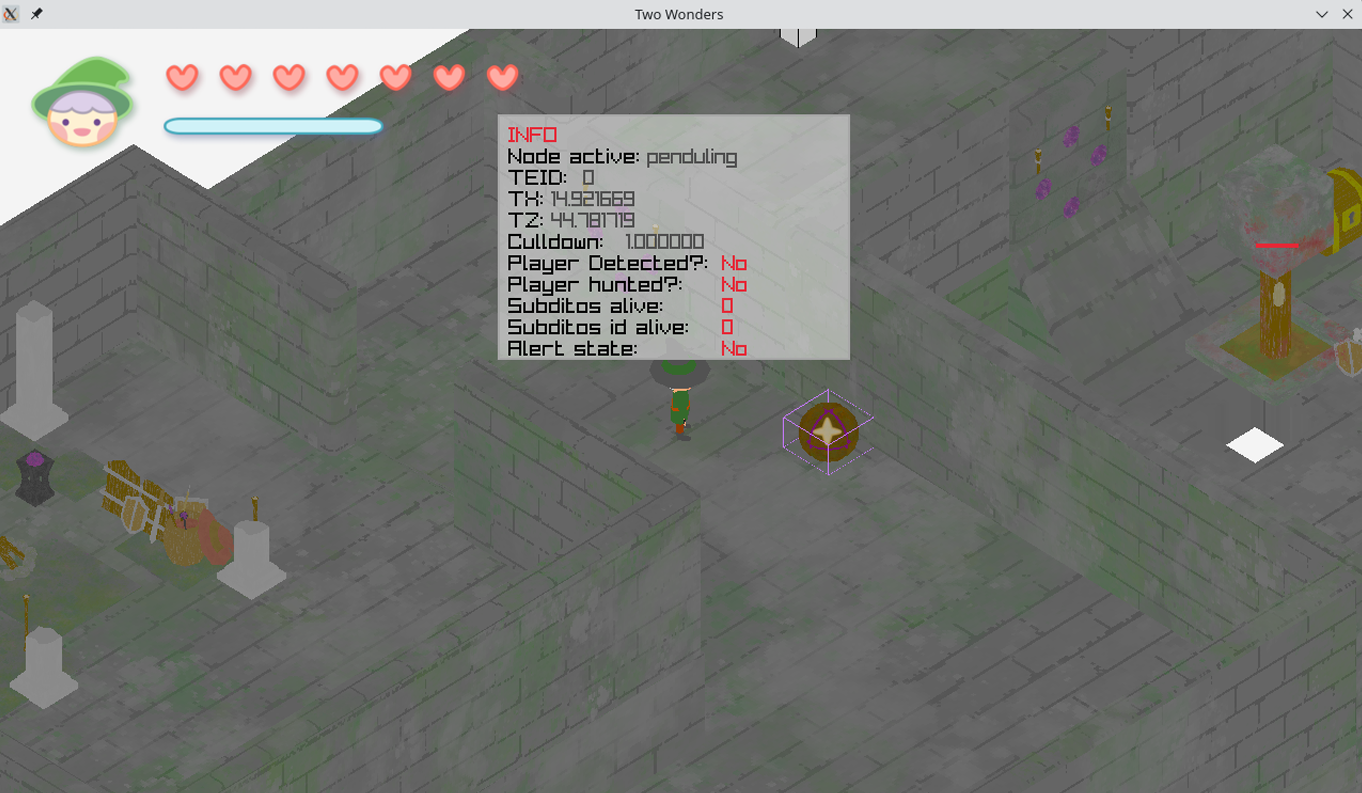 Two Wonders
INFO
Node active: penduling
TEID: 0
TX: 14.921669
TZ: 44.781719
Culldown: 1.000000
Player Detected?: No
Player hunted?: No
Subditos alive: 0
Subditos id alive: 0
Alert state: No